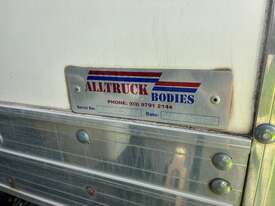 ALLTRUCK
BODIES
PHONE: (03) 9791 2144
Serial No: Date: